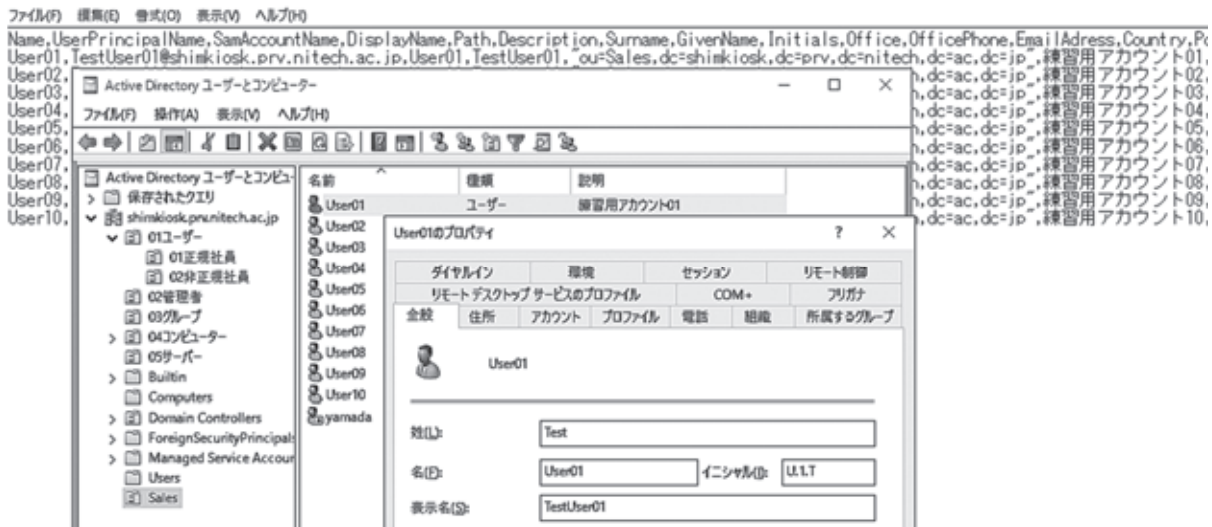 ファイル(F) 編集(E) 書式(O) 表示(V) ヘルプ(H)
Name,UserPrincipalName,SamAccountName,DisplayName,Path,Description,Surname,GivenName,Initials,Office,OfficePhone,EmailAdress,Country,Po
User01,TestUser01@shimkiosk.prv.nitech.ac.jp,User01,TestUser01,"ou=Sales,dc=shimkiosk,dc=prv,dc=nitech,dc=ac,dc=jp",練習用アカウント01,
User02, h,dc=ac,dc=jp",練習用アカウント02,
User03, h,dc=ac,dc=jp",練習用アカウント03,
User04, h,dc=ac,dc=jp",練習用アカウント04,
User05, h,dc=ac,dc=jp",練習用アカウント05,
User06, h,dc=ac,dc=jp",練習用アカウント06,
User07, h,dc=ac,dc=jp",練習用アカウント07,
User08, h,dc=ac,dc=jp",練習用アカウント08,
User09, h,dc=ac,dc=jp",練習用アカウント09,
User10, h,dc=ac,dc=jp",練習用アカウント10,
Active Directory ユーザーとコンピューター
ファイル(F) 操作(A) 表示(V) ヘルプ(H)
Active Directory ユーザーとコンピュ
保存されたクエリ
shimkiosk.prv.nitech.ac.jp
01ユーザー
01正規社員
02非正規社員
02管理者
03グループ
04コンピューター
05サーバー
Builtin
Computers
Domain Controllers
ForeignSecurityPrincipals
Managed Service Accour
Users
Sales
名前 種類 説明
User01 ユーザー 練習用アカウント01
User02
User03
User04
User05
User06
User07
User08
User09
User10
yamada
User01のプロパティ ?
ダイヤルイン 環境 セッション リモート制御
リモート デスクトップ サービスのプロファイル COM+ フリガナ
全般 住所 アカウント プロファイル 電話 組織 所属するグループ
User01
姓(L): Test
名(F): User01 イニシャル(I): U.1.T
表示名(S): TestUser01